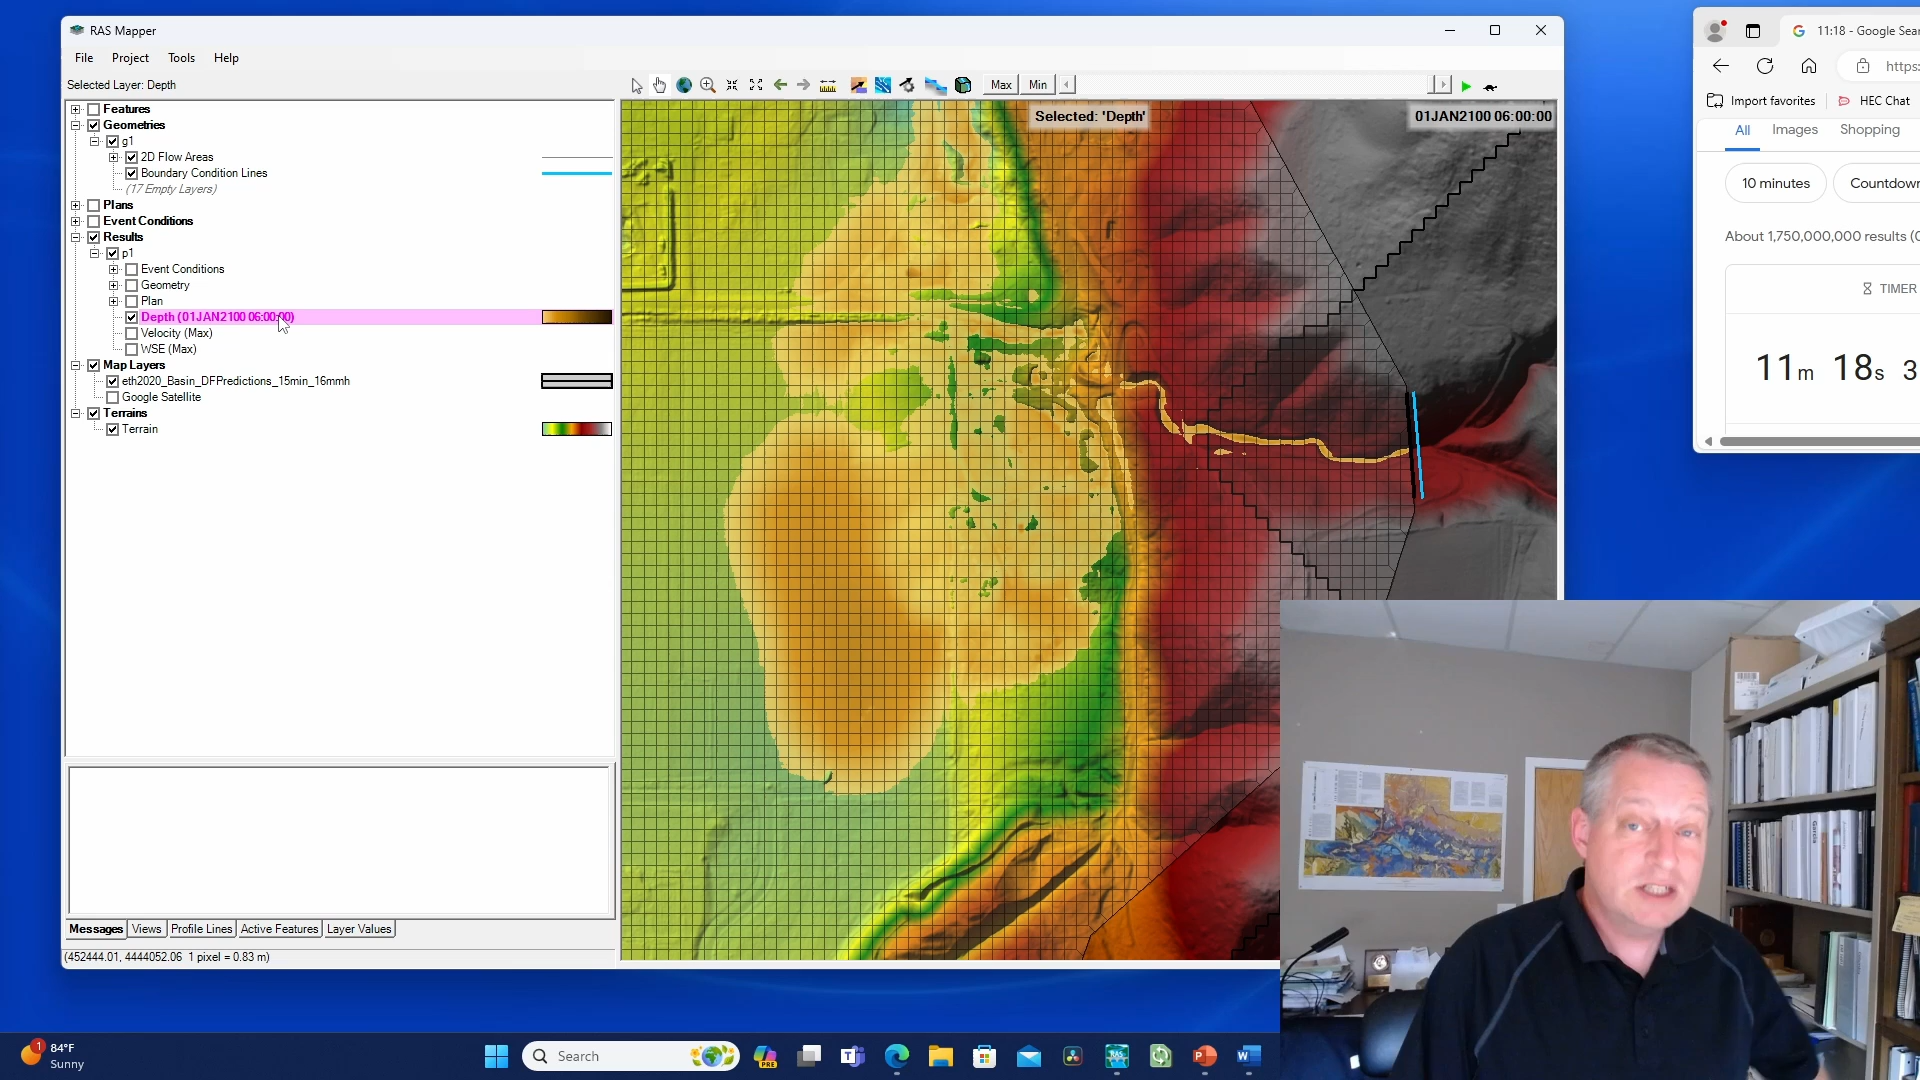 RAS Mapper
File Project Tools Help
Selected Layer: Depth
Max Min
Features
Geometries
g1
2D Flow Areas
Boundary Condition Lines
(17 Empty Layers)
Plans
Event Conditions
Results
p1
Event Conditions
Geometry
Plan
Depth (01JAN2100 06:00:00)
Velocity (Max)
WSE (Max)
Map Layers
eth2020_Basin_DFPredictions_15min_16mmh
Google Satellite
Terrains
Terrain
Selected: 'Depth'
01JAN2100 06:00:00
Messages Views Profile Lines Active Features Layer Values
(452444.01, 4444052.06 1 pixel = 0.83 m)
11:18 - Google Sear
https:
Import favorites HEC Chat
All Images Shopping
10 minutes Countdown
About 1,750,000,000 results (0
TIMER
11m 18s 3
84°F
Sunny
1
Search
PRE
RAS